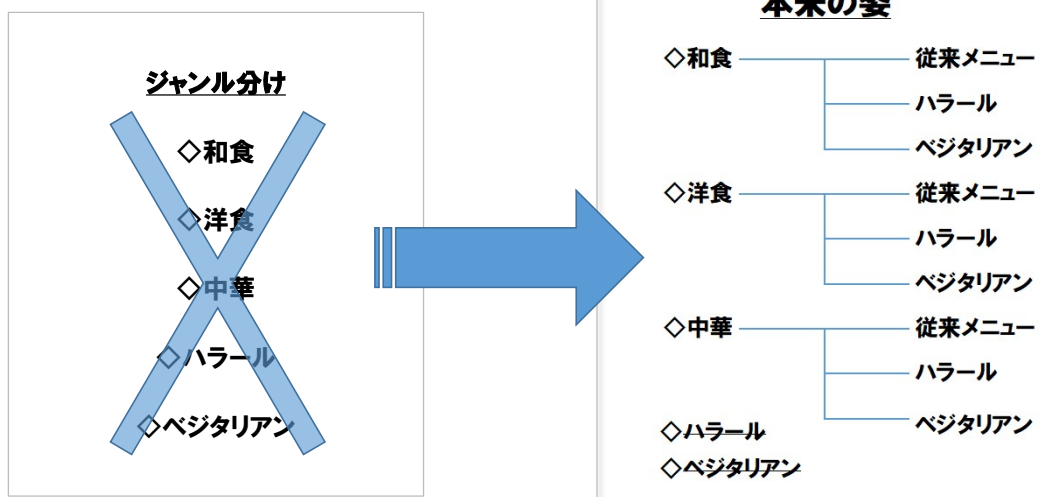 ジャンル分け
◇和食
◇洋食
◇中華
◇ハラール
◇ベジタリアン
本来の姿
◇和食
従来メニュー
ハラール
ベジタリアン
◇洋食
従来メニュー
ハラール
ベジタリアン
◇中華
従来メニュー
ハラール
ベジタリアン
◇ハラール
◇ベジタリアン